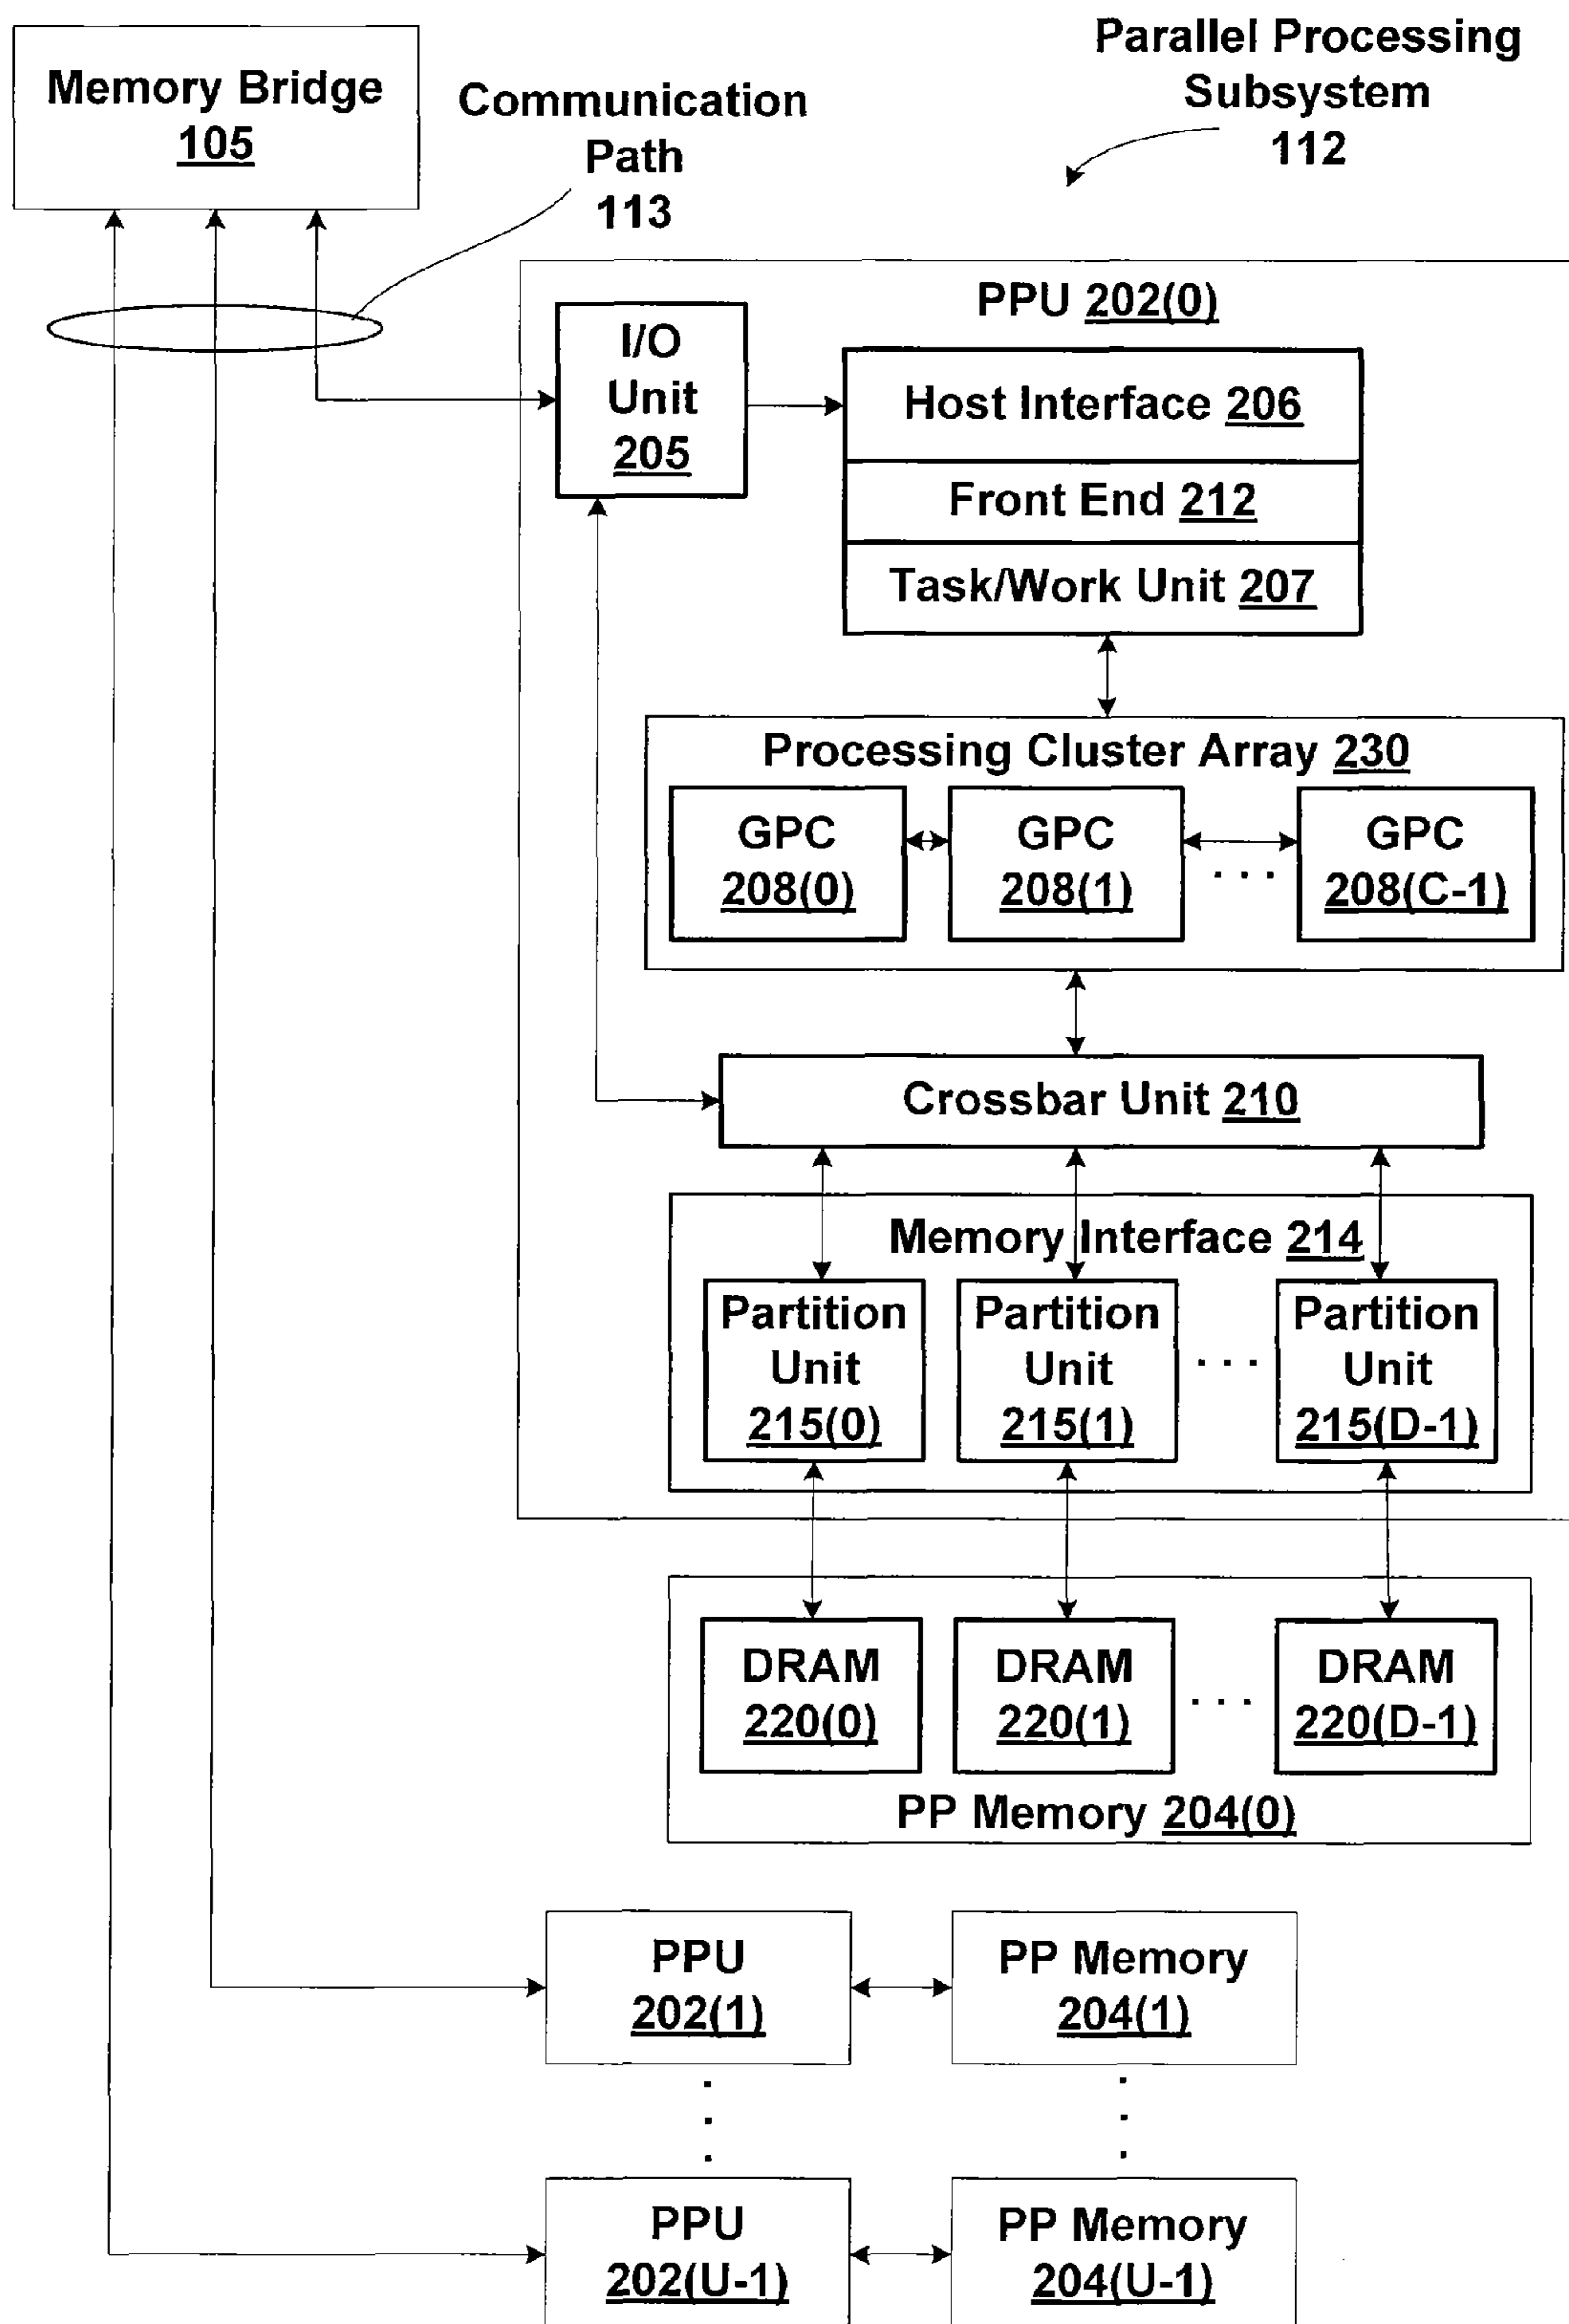 Memory Bridge
105
Communication
Path
113
Parallel Processing
Subsystem
112
PPU 202(0)
I/O
Unit
205
Host Interface 206
Front End 212
Task/Work Unit 207
Processing Cluster Array 230
GPC
208(0)
GPC
208(1)
. . .
GPC
208(C-1)
Crossbar Unit 210
Memory Interface 214
Partition
Unit
215(0)
Partition
Unit
215(1)
. . .
Partition
Unit
215(D-1)
DRAM
220(0)
DRAM
220(1)
. . .
DRAM
220(D-1)
PP Memory 204(0)
PPU
202(1)
PP Memory
204(1)
PPU
202(U-1)
PP Memory
204(U-1)